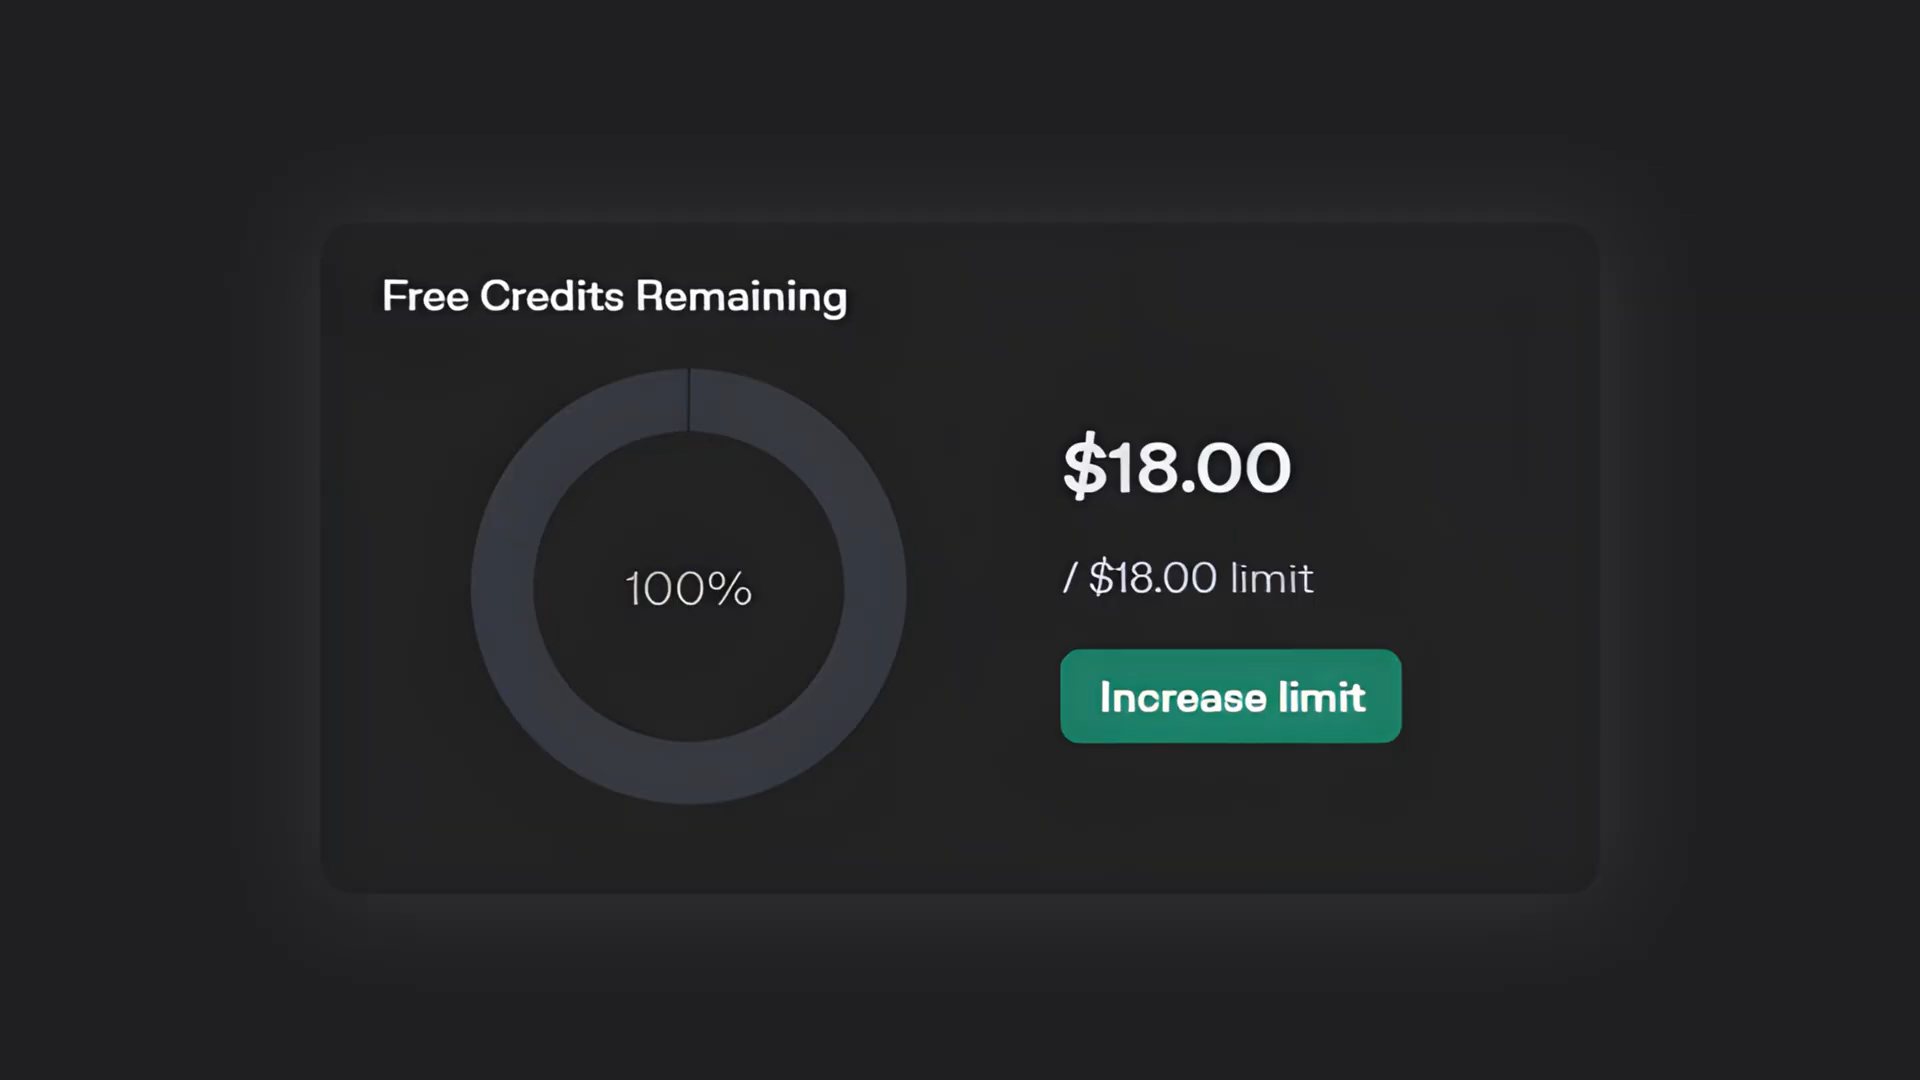 Free Credits Remaining
100%
$18.00
/ $18.00 limit
Increase limit